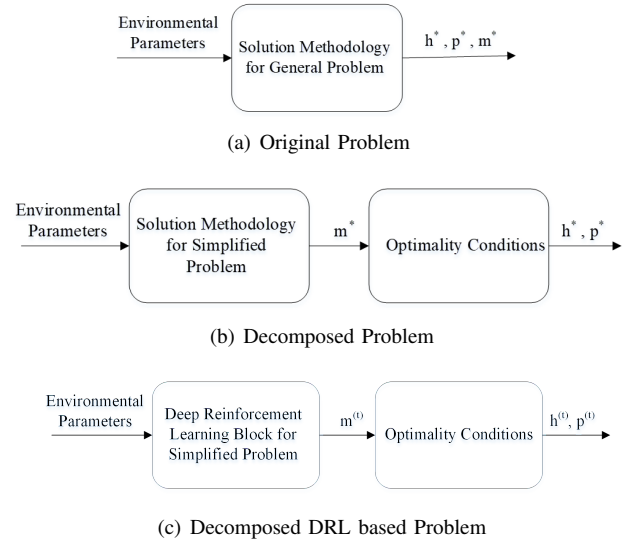 Environmental
Parameters
Solution Methodology
for General Problem
h* , p* , m*
(a) Original Problem
Environmental
Parameters
Solution Methodology
for Simplified
Problem
m*
Optimality Conditions
h* , p*
(b) Decomposed Problem
Environmental
Parameters
Deep Reinforcement
Learning Block for
Simplified Problem
m(t)
Optimality Conditions
h(t), p(t)
(c) Decomposed DRL based Problem